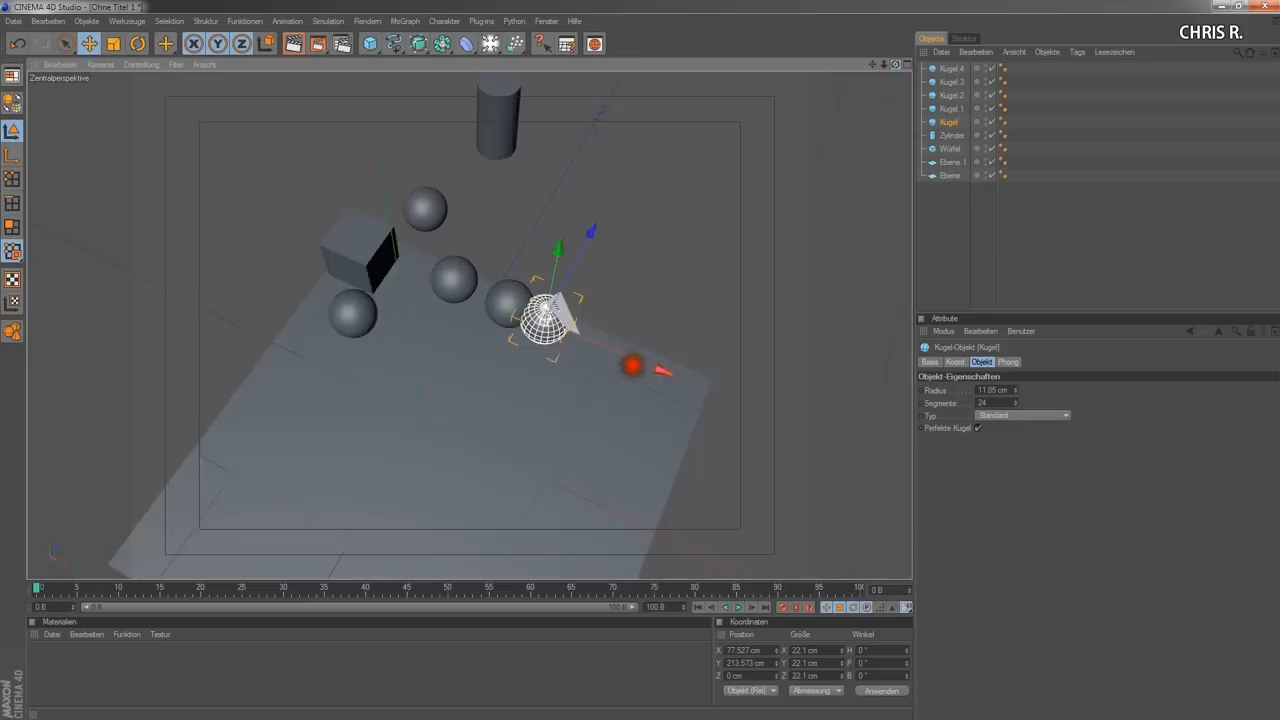 CINEMA 4D Studio - [Ohne Titel 1 *]
Datei Bearbeiten Objekte Werkzeuge Selektion Struktur Funktionen Animation Simulation Rendern MoGraph Charakter Plug-ins Python Fenster Hilfe
CHRIS R.
Objekte Struktur
Datei Bearbeiten Ansicht Objekte Tags Lesezeichen
Bearbeiten Kameras Darstellung Filter Ansicht
Zentralperspektive
Kugel.4
Kugel.3
Kugel.2
Kugel.1
Kugel
Zylinder
Würfel
Ebene.1
Ebene
Attribute
Modus Bearbeiten Benutzer
Kugel-Objekt [Kugel]
Basis Koord. Objekt Phong
Objekt-Eigenschaften
Radius 11.05 cm
Segmente 24
Typ Standard
Perfekte Kugel
0 5 10 15 20 25 30 35 40 45 50 55 60 65 70 75 80 85 90 95 10 0 B
0 B 0 B 100 B 100 B
Materialien
Datei Bearbeiten Funktion Textur
Koordinaten
Position Größe Winkel
X 77.527 cm X 22.1 cm H 0 °
Y 213.573 cm Y 22.1 cm P 0 °
Z 0 cm Z 22.1 cm B 0 °
Objekt (Rel) Abmessung Anwenden
MAXON CINEMA 4D